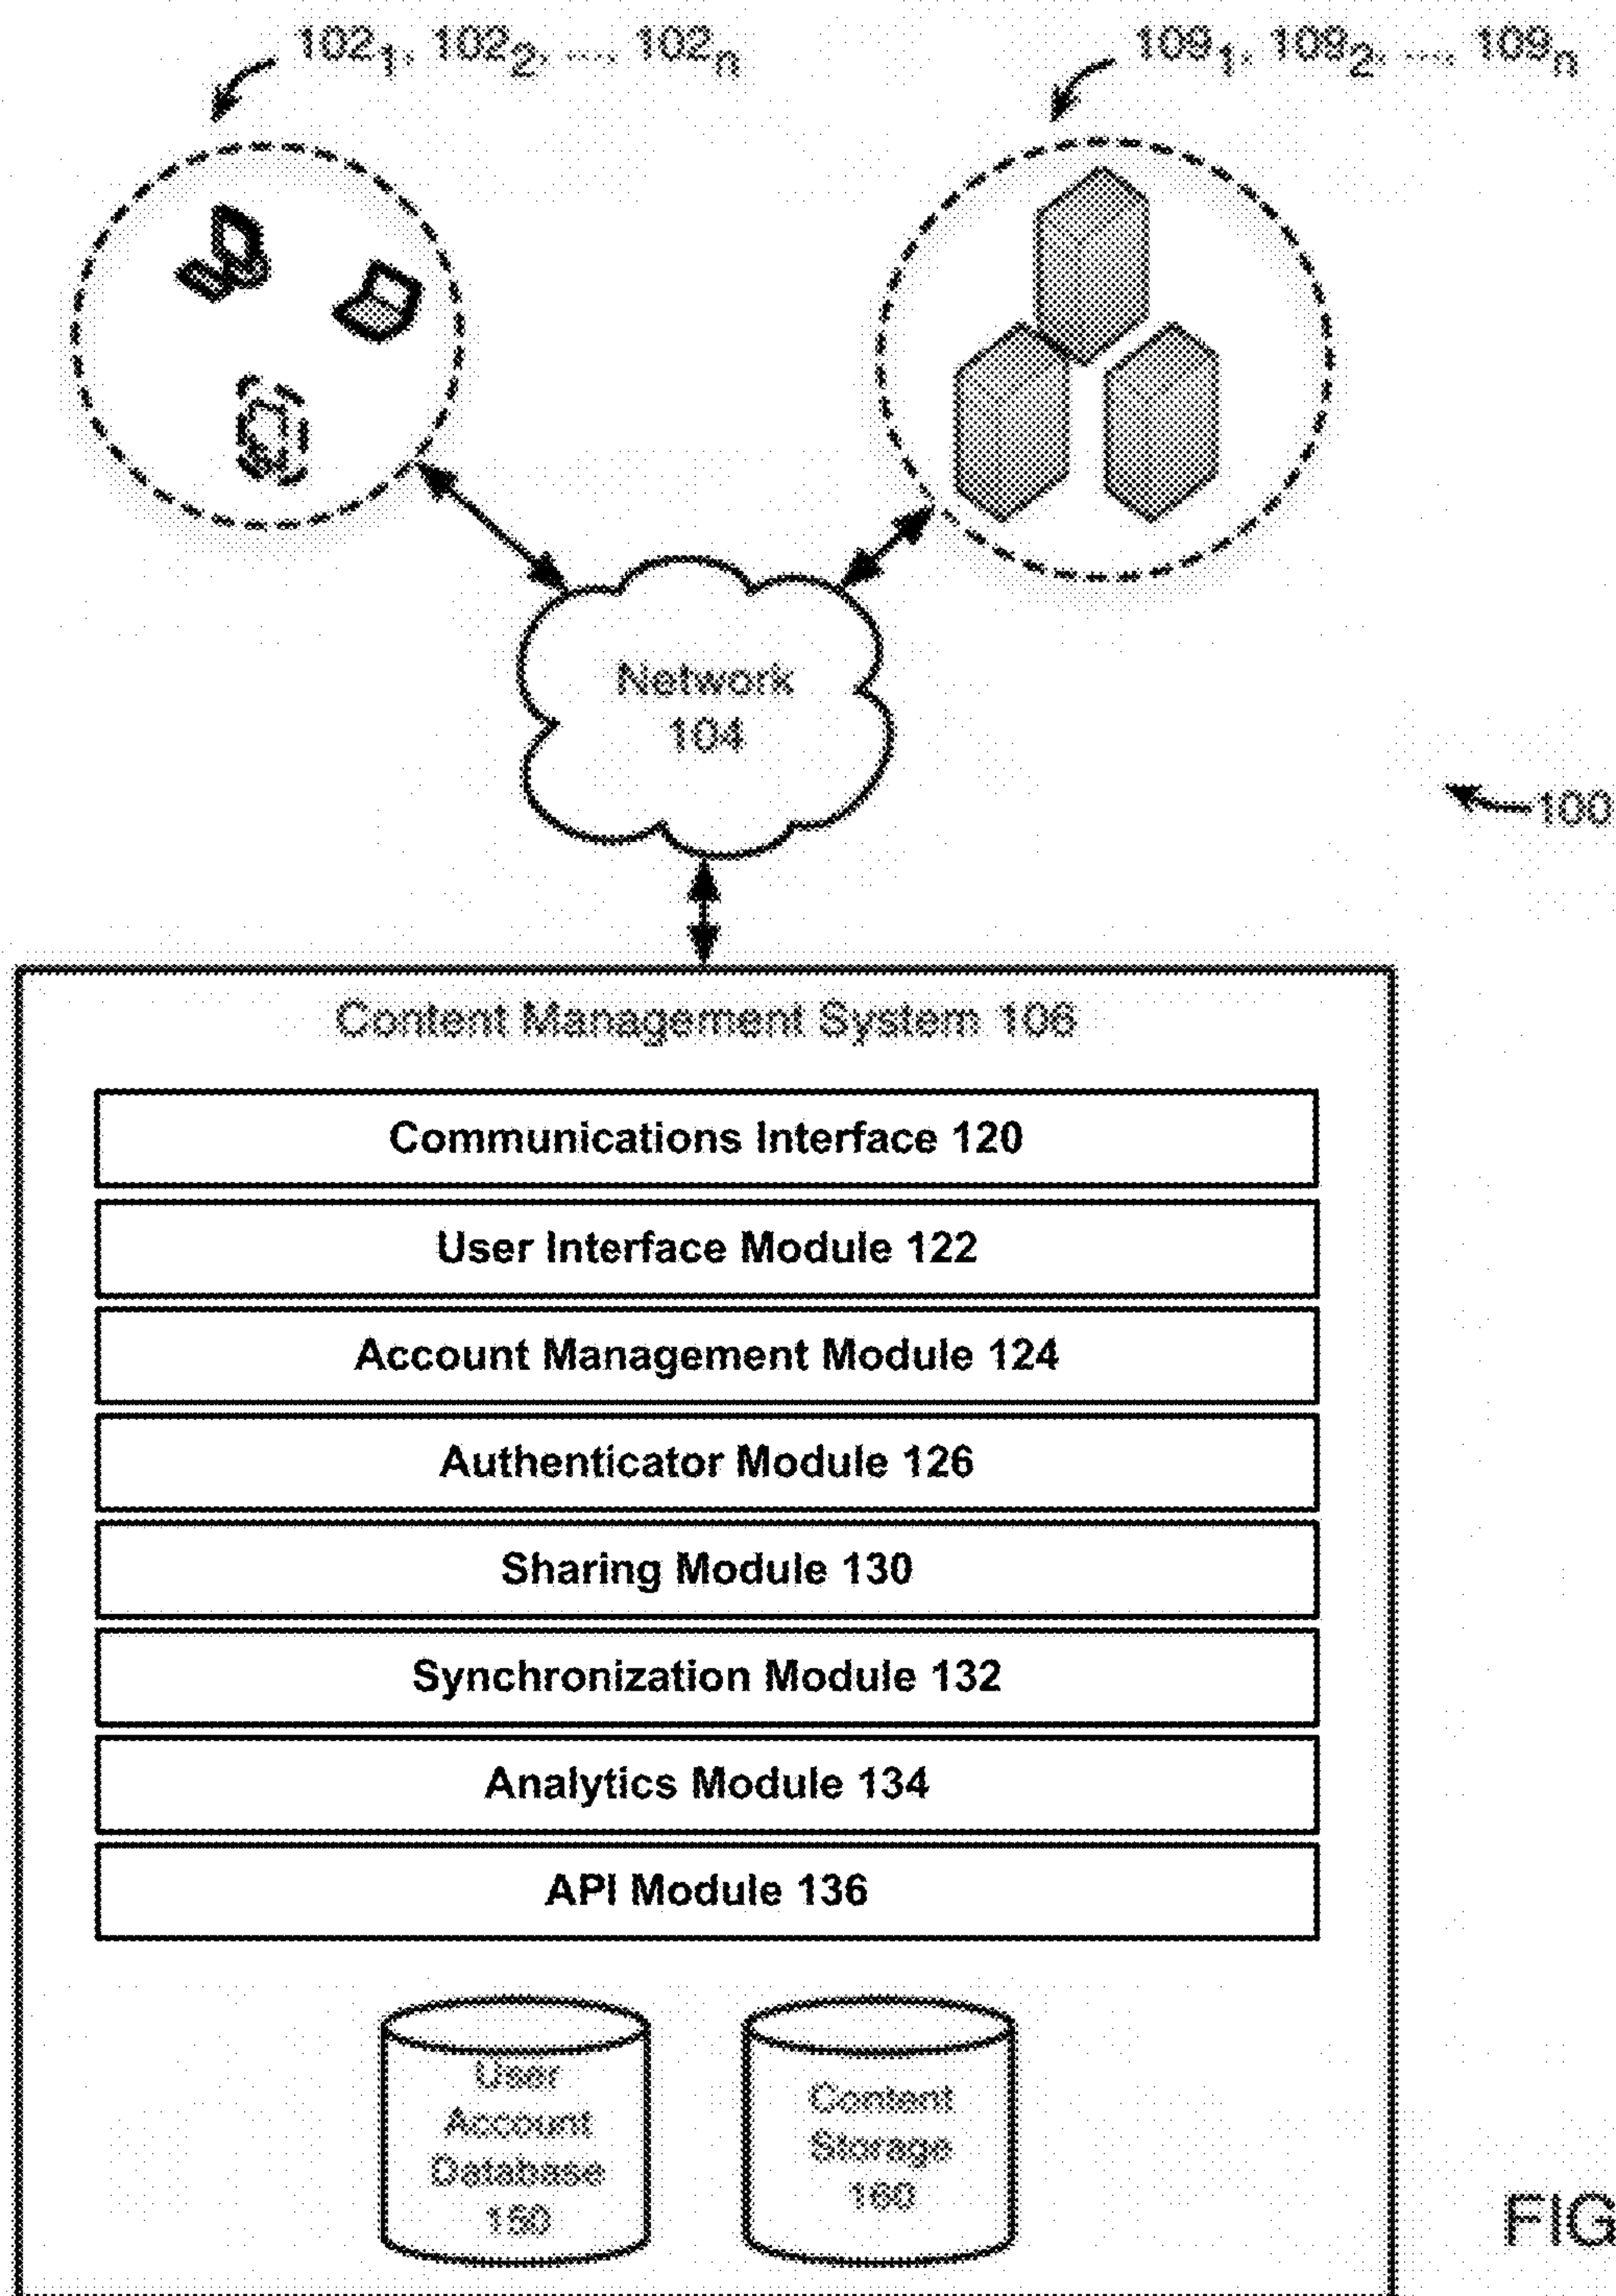 102₁, 102₂, ... 102ₙ
109₁, 109₂, ... 109ₙ
Network
104
100
Content Management System 106
Communications Interface 120
User Interface Module 122
Account Management Module 124
Authenticator Module 126
Sharing Module 130
Synchronization Module 132
Analytics Module 134
API Module 136
User
Account
Database
150
Content
Storage
160
FIG